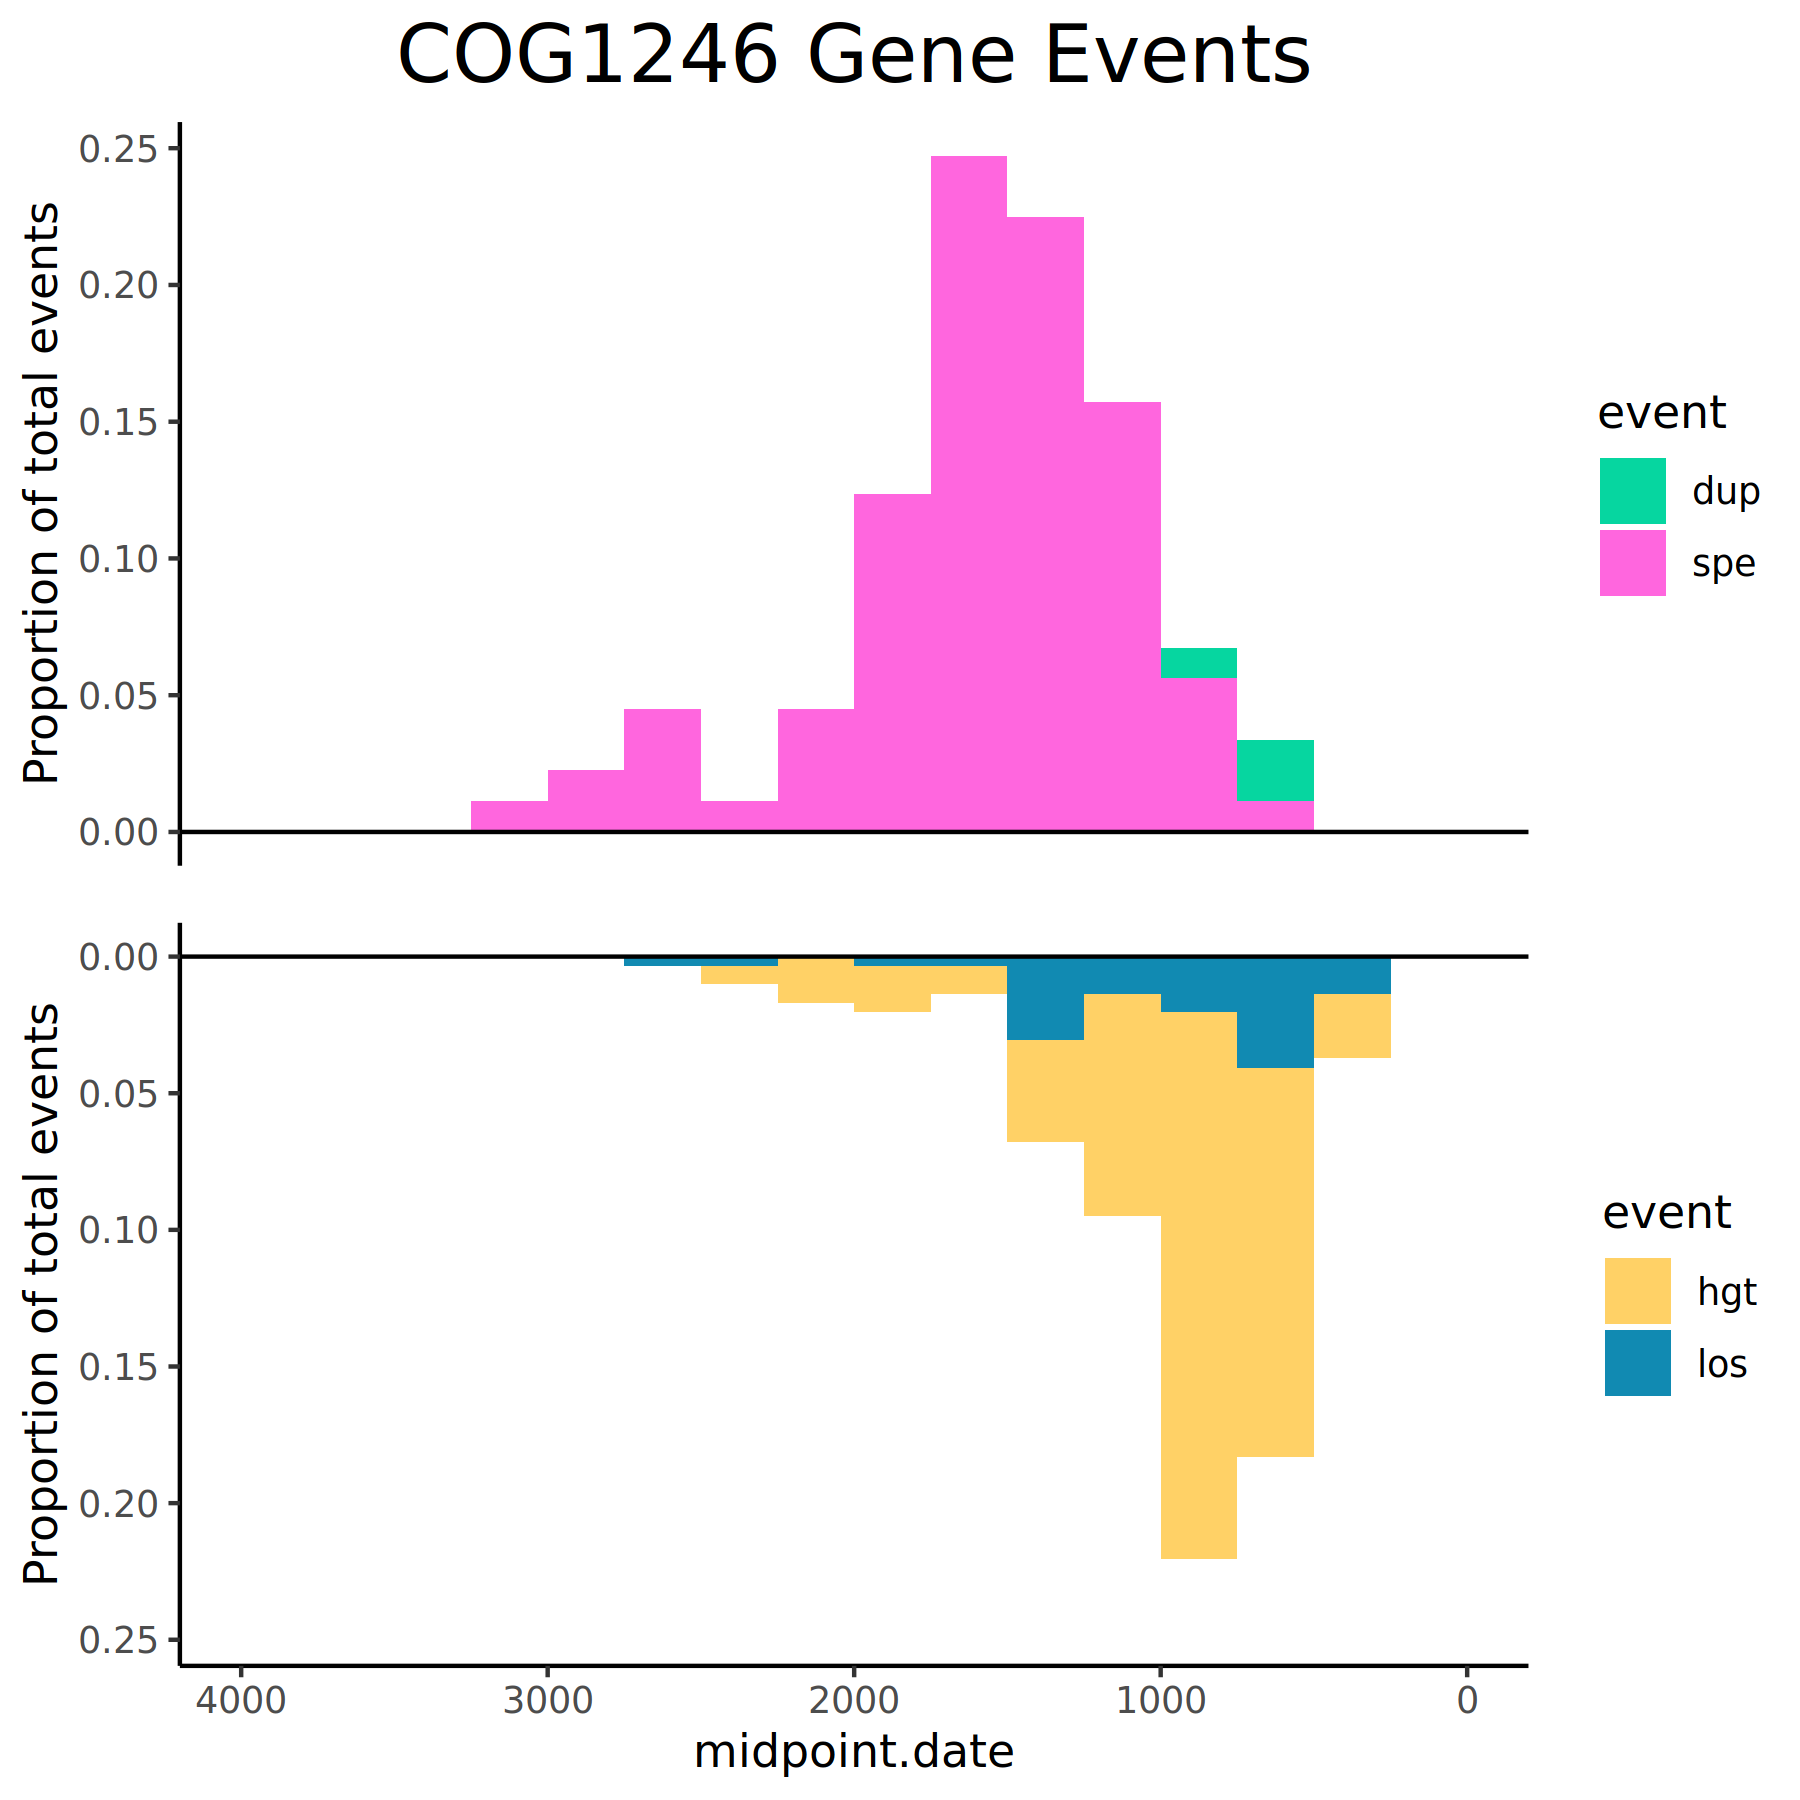 COG1246 Gene Events
Proportion of total events
0.25
0.20
0.15
0.10
0.05
0.00
event
dup
spe
Proportion of total events
0.00
0.05
0.10
0.15
0.20
0.25
event
hgt
los
4000 3000 2000 1000 0
midpoint.date